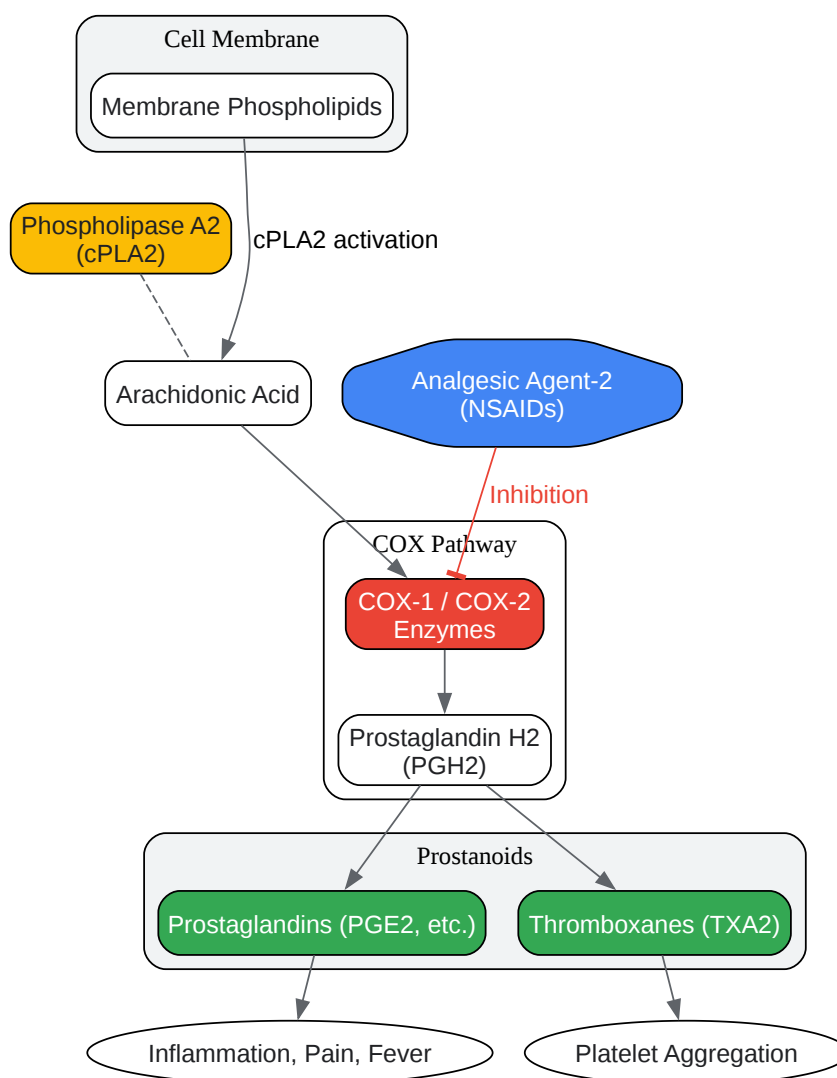 Cell Membrane
Membrane Phospholipids
Phospholipase A2
(cPLA2)
cPLA2 activation
Arachidonic Acid
Analgesic Agent-2
(NSAIDs)
Inhibition
COX Pathway
COX-1 / COX-2
Enzymes
Prostaglandin H2
(PGH2)
Prostanoids
Prostaglandins (PGE2, etc.)
Thromboxanes (TXA2)
Inflammation, Pain, Fever
Platelet Aggregation